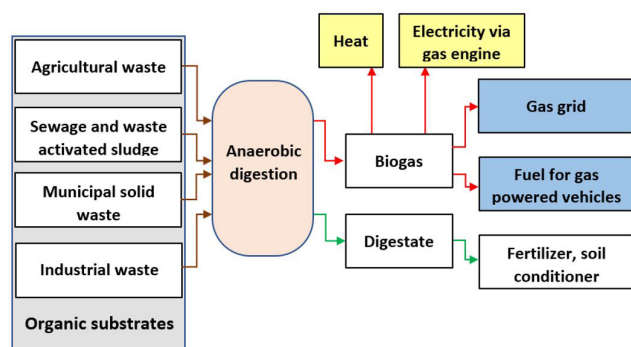 Agricultural waste
Sewage and waste
activated sludge
Municipal solid
waste
Industrial waste
Organic substrates
Anaerobic
digestion
Heat
Electricity via
gas engine
Biogas
Gas grid
Fuel for gas
powered vehicles
Digestate
Fertilizer, soil
conditioner